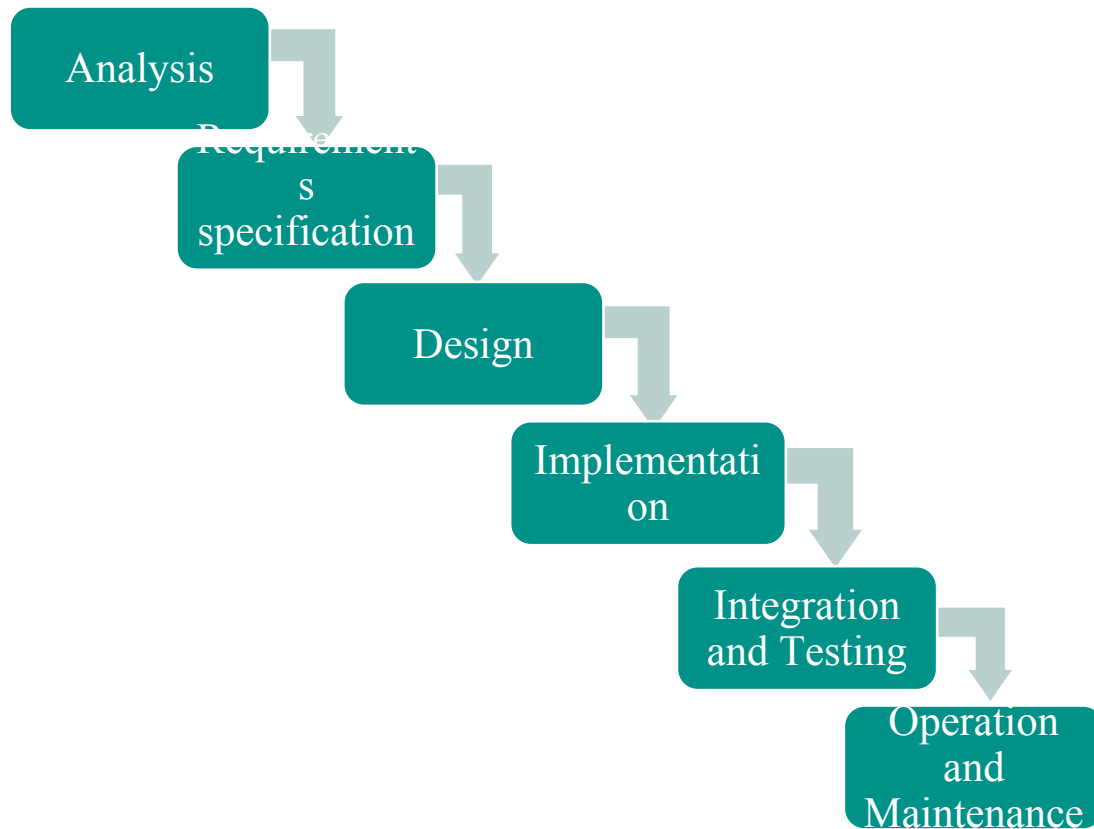 Analysis
Requirement
s
specification
Design
Implementati
on
Integration
and Testing
Operation
and
Maintenance